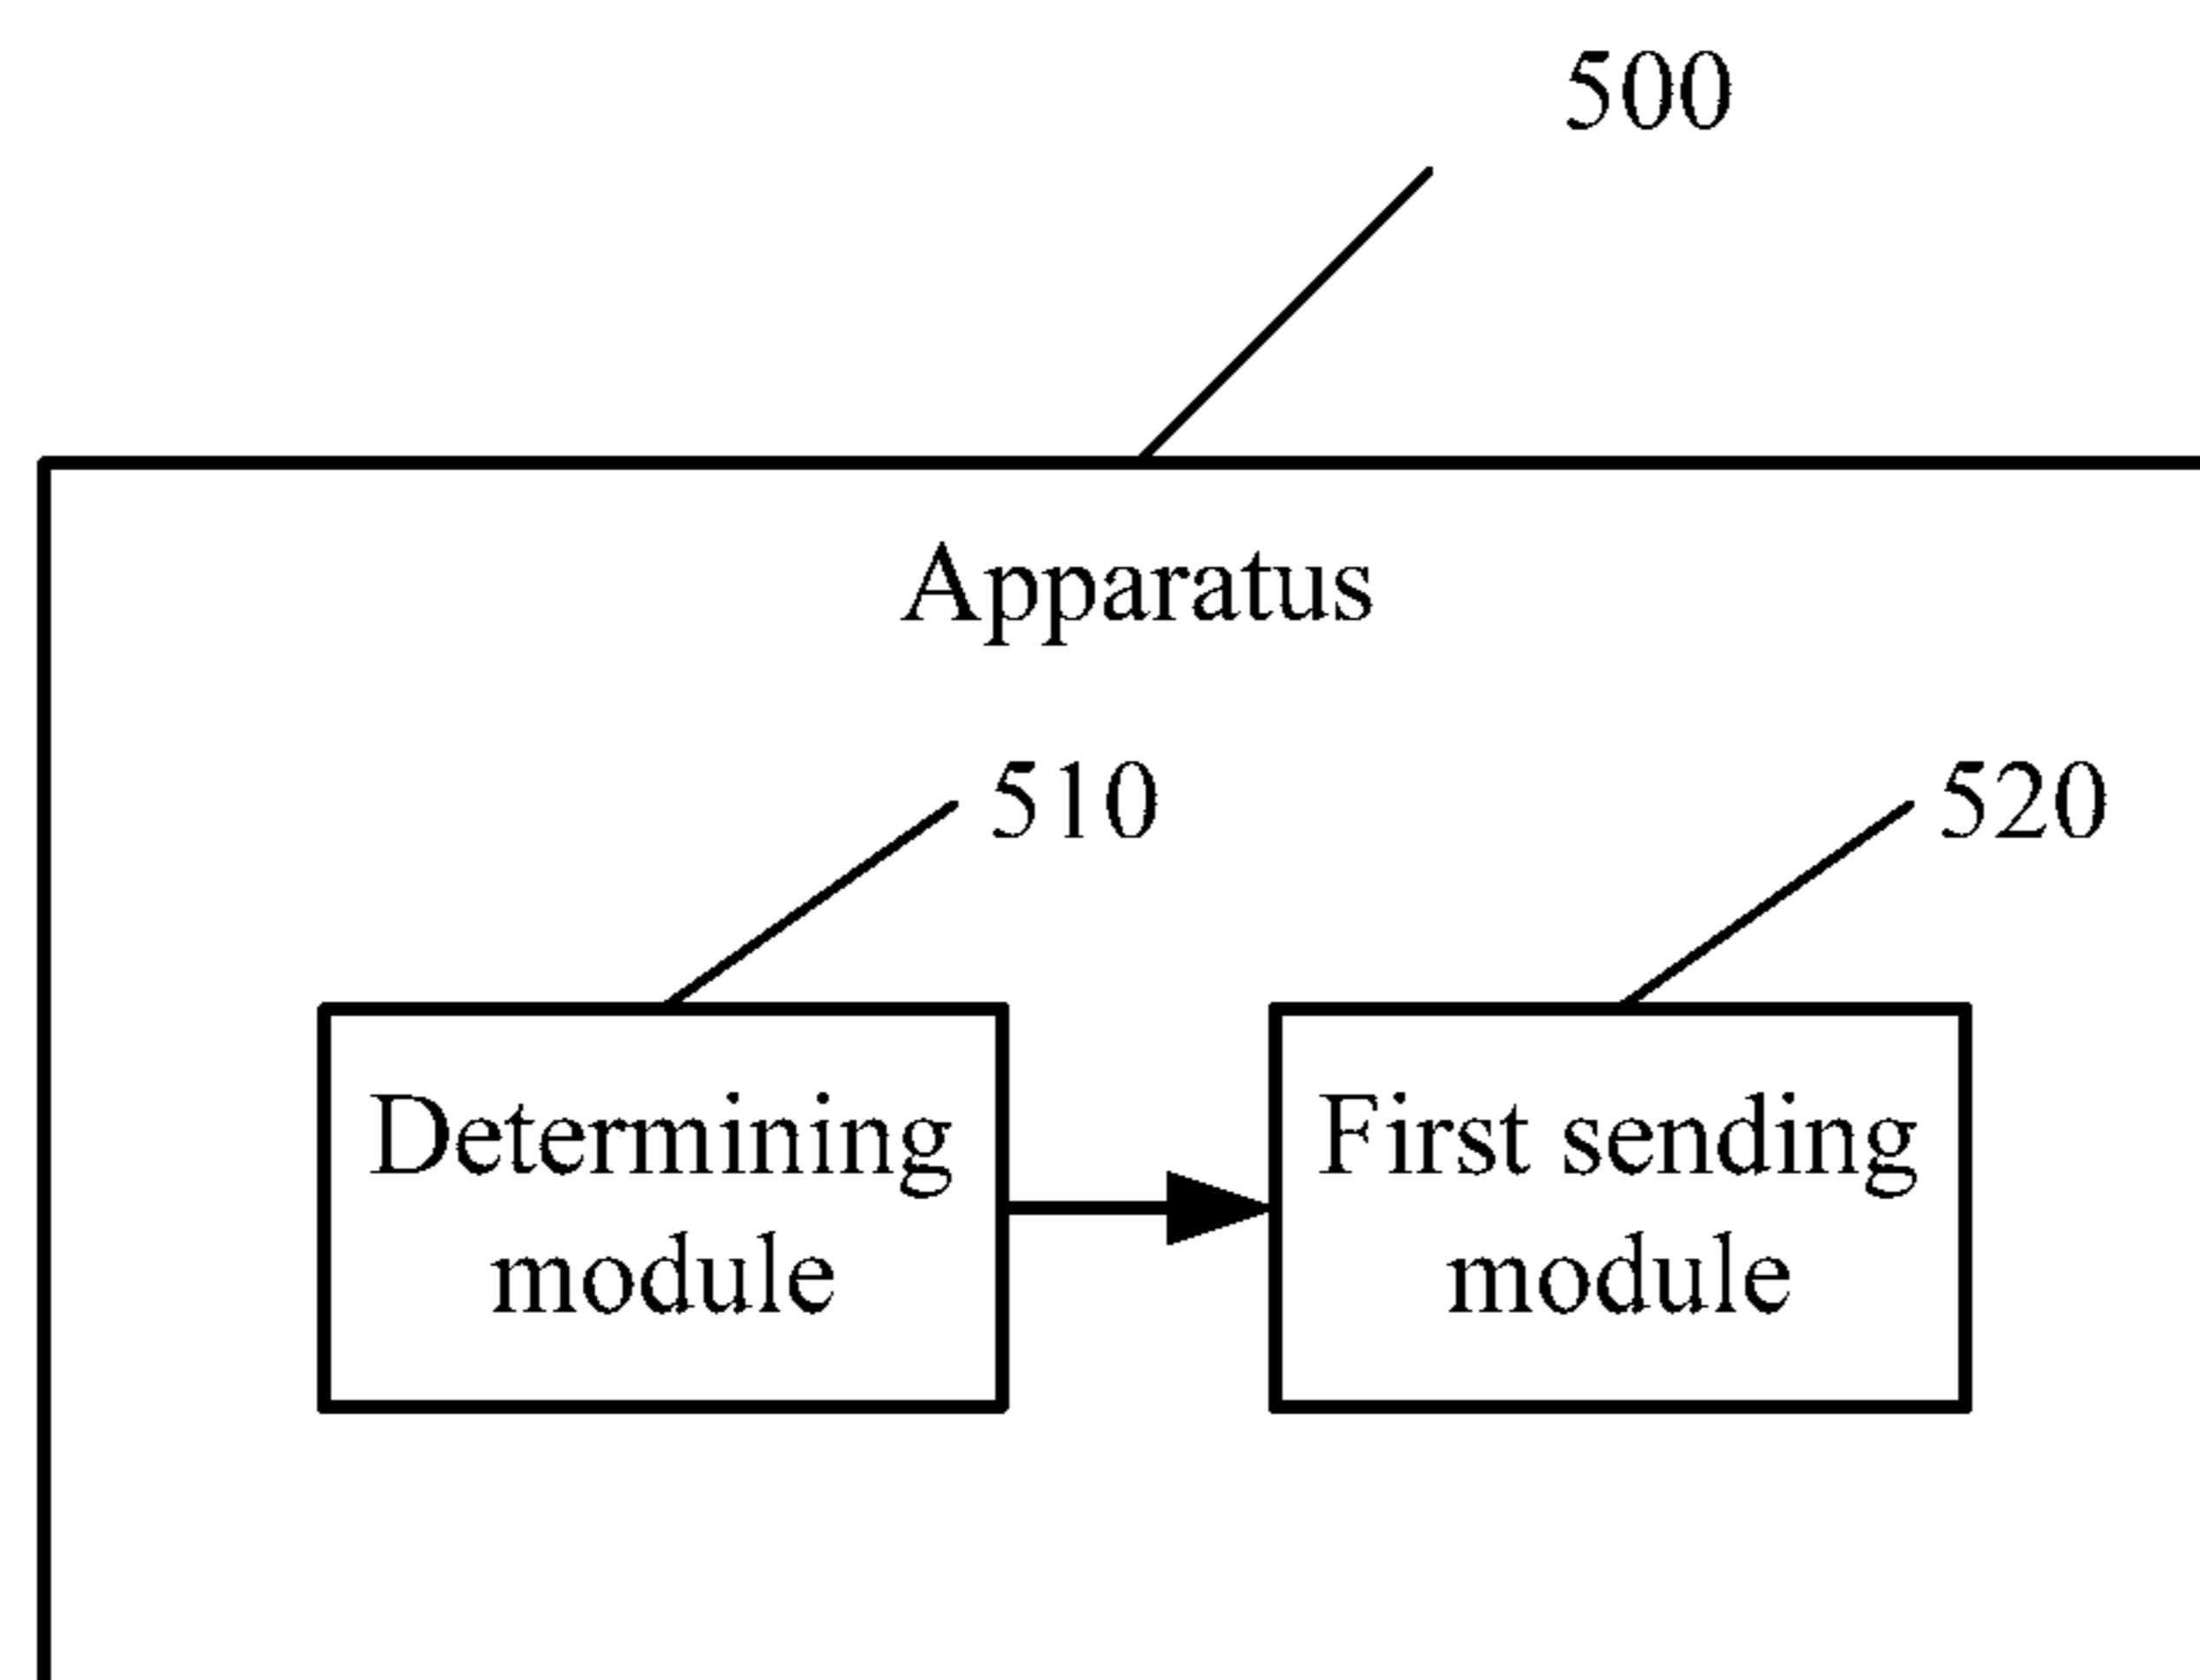 500
Apparatus
510
520
Determining
module
First sending
module